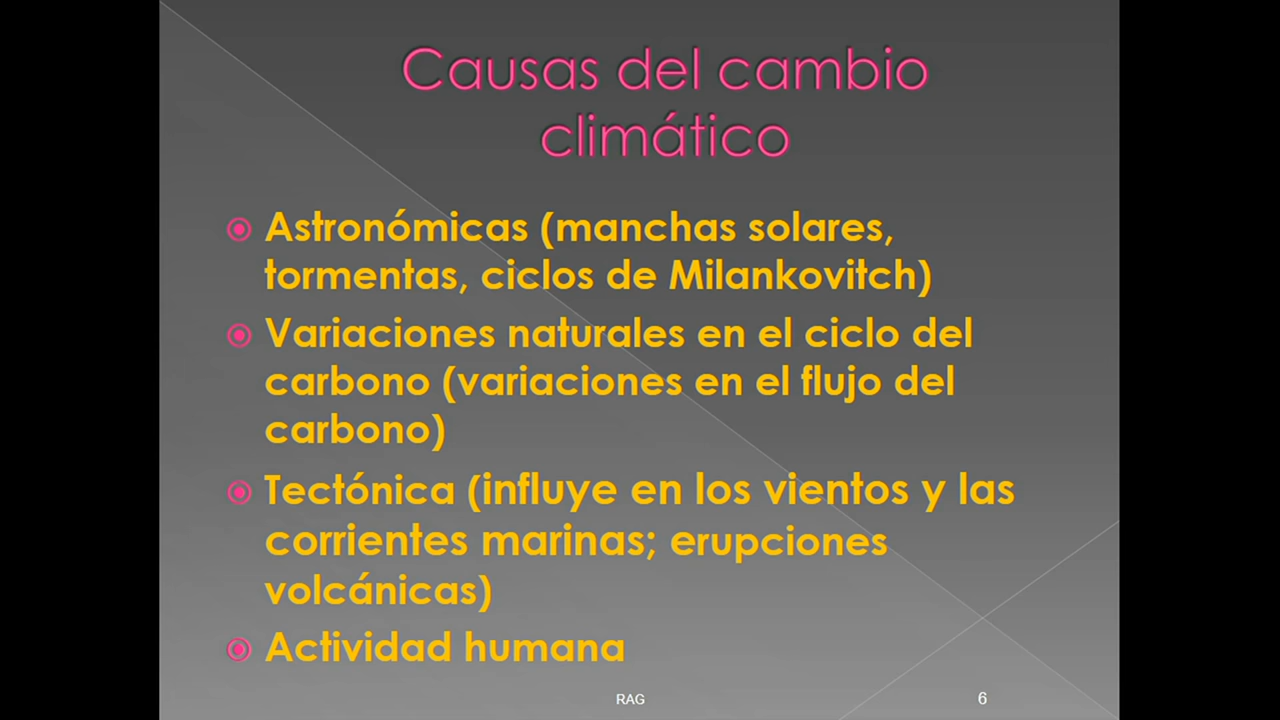 Causas del cambio
climático
Astronómicas (manchas solares,
tormentas, ciclos de Milankovitch)
Variaciones naturales en el ciclo del
carbono (variaciones en el flujo del
carbono)
Tectónica (influye en los vientos y las
corrientes marinas; erupciones
volcánicas)
Actividad humana
RAG 6